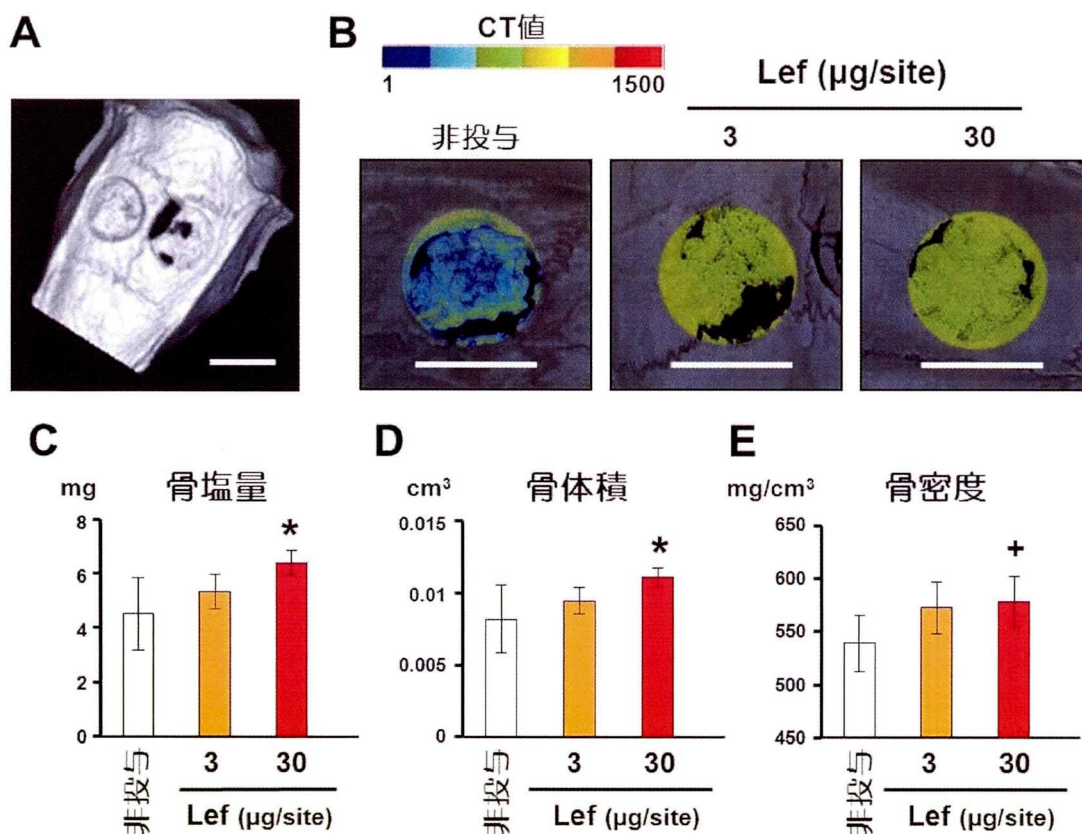 A
B
CT値
1 1500
Lef (µg/site)
非投与 3 30
C
mg 骨塩量
8
6
4
2
0
*
非投与 3 30
Lef (µg/site)
D
cm³ 骨体積
0.015
0.01
0.005
0
*
非投与 3 30
Lef (µg/site)
E
mg/cm³ 骨密度
650
600
550
500
450
+
非投与 3 30
Lef (µg/site)